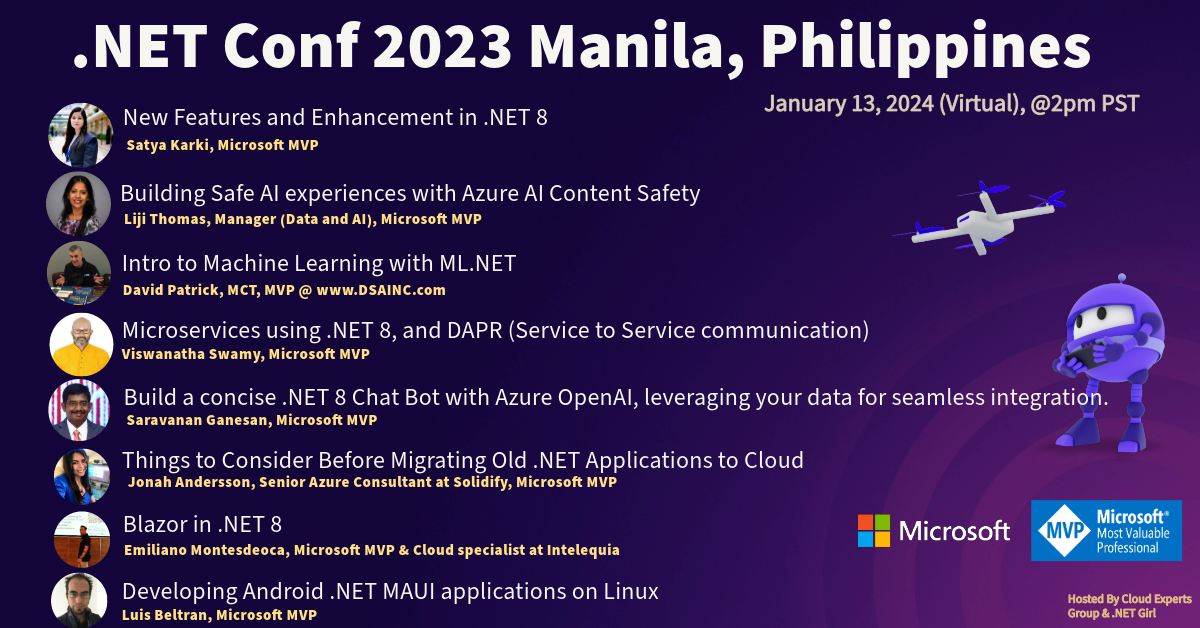 .NET Conf 2023 Manila, Philippines
January 13, 2024 (Virtual), @2pm PST
New Features and Enhancement in .NET 8
Satya Karki, Microsoft MVP
Building Safe AI experiences with Azure AI Content Safety
Liji Thomas, Manager (Data and AI), Microsoft MVP
Intro to Machine Learning with ML.NET
David Patrick, MCT, MVP @ www.DSAINC.com
Microservices using .NET 8, and DAPR (Service to Service communication)
Viswanatha Swamy, Microsoft MVP
Build a concise .NET 8 Chat Bot with Azure OpenAI, leveraging your data for seamless integration.
Saravanan Ganesan, Microsoft MVP
Things to Consider Before Migrating Old .NET Applications to Cloud
Jonah Andersson, Senior Azure Consultant at Solidify, Microsoft MVP
Blazor in .NET 8
Emiliano Montesdeoca, Microsoft MVP & Cloud specialist at Intelequia
Developing Android .NET MAUI applications on Linux
Luis Beltran, Microsoft MVP
Microsoft
MVP
Microsoft®
Most Valuable
Professional
Hosted By Cloud Experts
Group & .NET Girl